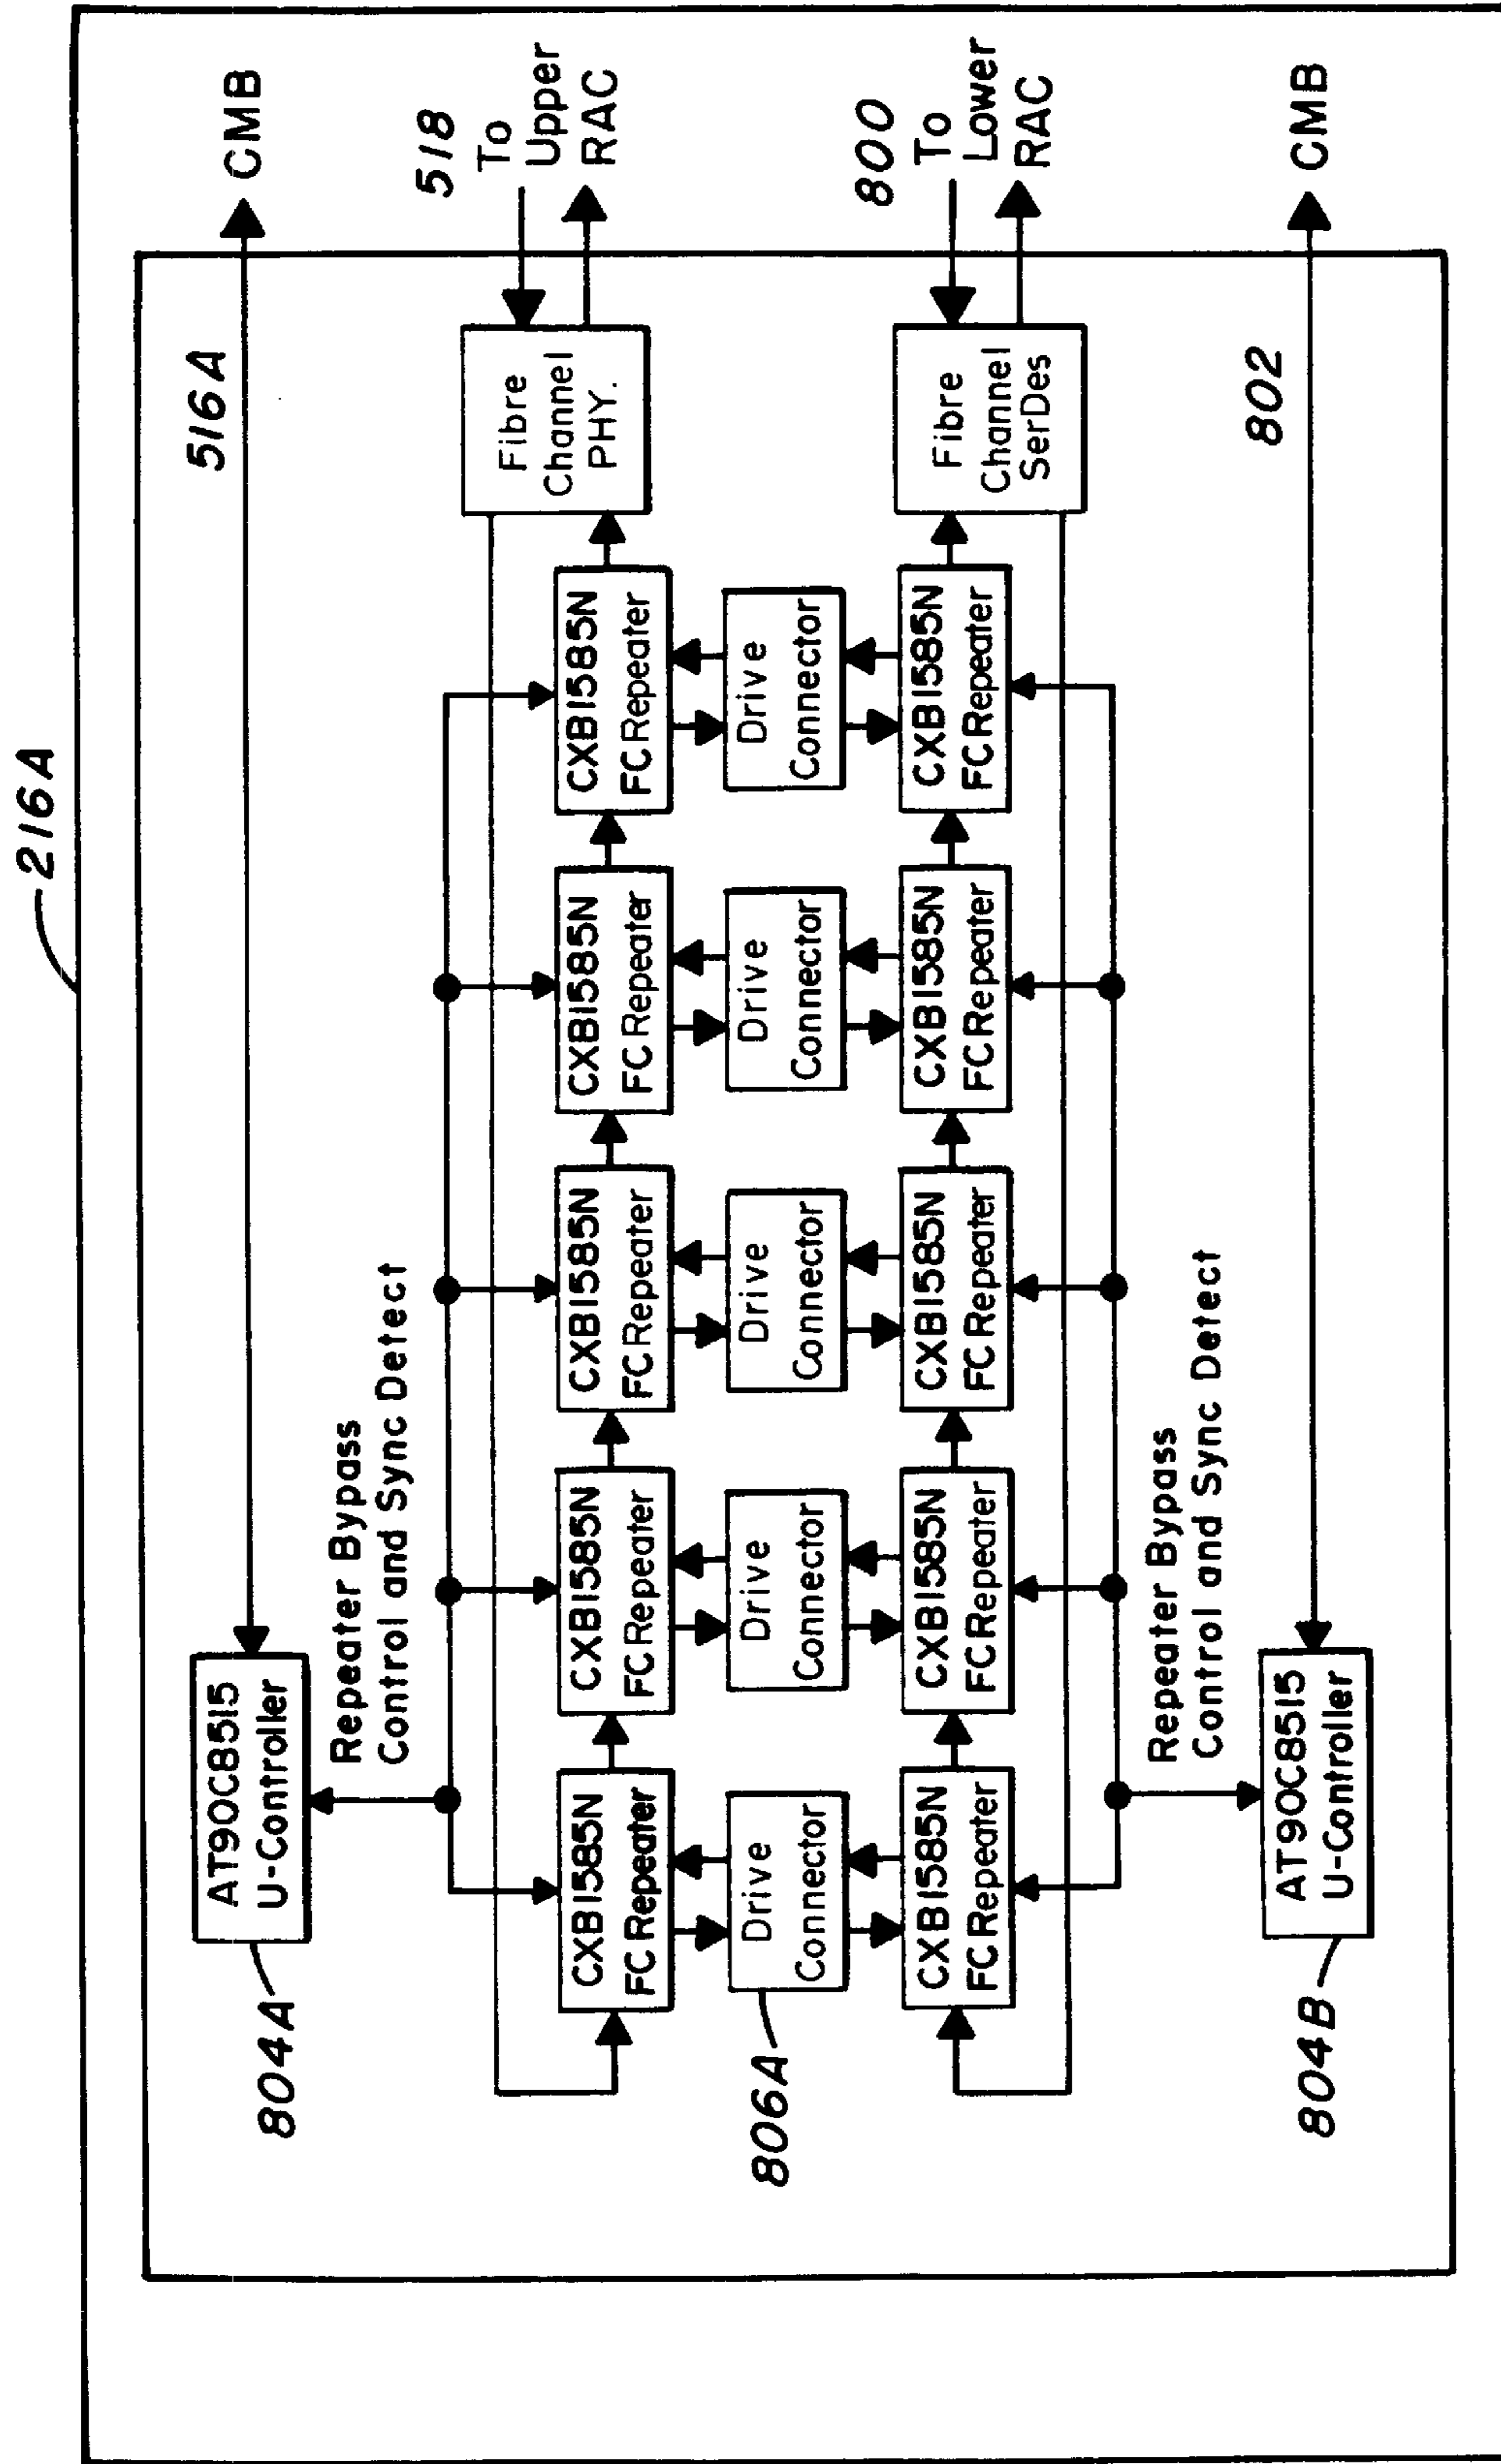 216A
516A
CMB
AT90C8515
U-Controller
804A
Repeater Bypass
Control and Sync Detect
518
To
Upper
RAC
Fibre
Channel
PHY.
CXB1585N
FC Repeater
CXB1585N
FC Repeater
CXB1585N
FC Repeater
CXB1585N
FC Repeater
CXB1585N
FC Repeater
806A
Drive
Connector
Drive
Connector
Drive
Connector
Drive
Connector
Drive
Connector
CXB1585N
FC Repeater
CXB1585N
FC Repeater
CXB1585N
FC Repeater
CXB1585N
FC Repeater
CXB1585N
FC Repeater
Fibre
Channel
SerDes
800
To
Lower
RAC
Repeater Bypass
Control and Sync Detect
804B
AT90C8515
U-Controller
802
CMB